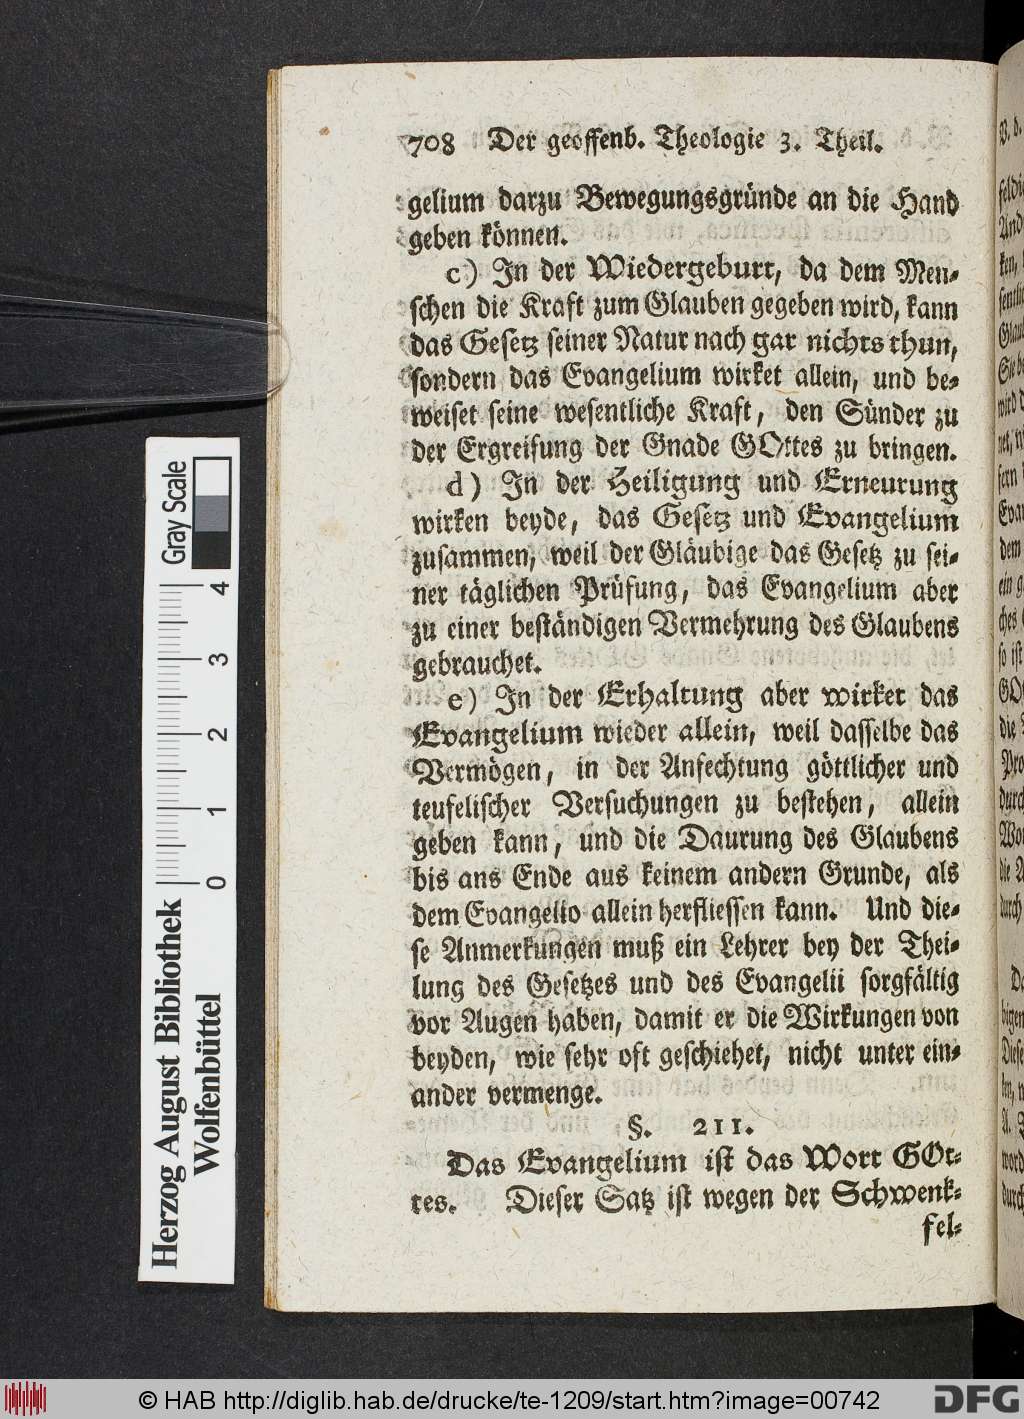 708 Der geoffenb. Theologie 3. Theil.
gelium darzu Bewegungsgründe an die Hand
geben können.
c) In der Wiedergeburt, da dem Men-
schen die Kraft zum Glauben gegeben wird, kann
das Gesetz seiner Natur nach gar nichts thun,
sondern das Evangelium wirket allein, und be-
weiset seine wesentliche Kraft, den Sünder zu
der Ergreifung der Gnade GOttes zu bringen.
d) In der Heiligung und Erneurung
wirken beyde, das Gesetz und Evangelium
zusammen, weil der Gläubige das Gesetz zu sei-
ner täglichen Prüfung, das Evangelium aber
zu einer beständigen Vermehrung des Glaubens
gebrauchet.
e) In der Erhaltung aber wirket das
Evangelium wieder allein, weil dasselbe das
Vermögen, in der Anfechtung göttlicher und
teufelischer Versuchungen zu bestehen, allein
geben kann, und die Daurung des Glaubens
bis ans Ende aus keinem andern Grunde, als
dem Evangelio allein herfliessen kann. Und die-
se Anmerkungen muß ein Lehrer bey der Thei-
lung des Gesetzes und des Evangelii sorgfältig
vor Augen haben, damit er die Wirkungen von
beyden, wie sehr oft geschiehet, nicht unter ein-
ander vermenge.
§. 211.
Das Evangelium ist das Wort GOt-
tes. Dieser Satz ist wegen der Schwenk-
fel-
Gray Scale
0 1 2 3 4
Herzog August Bibliothek
Wolfenbüttel
© HAB http://diglib.hab.de/drucke/te-1209/start.htm?image=00742
DFG